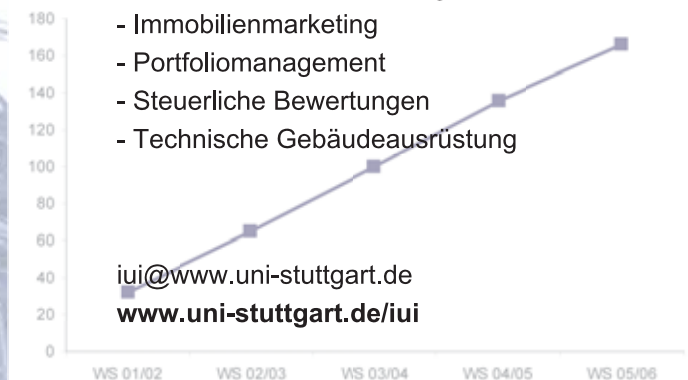 - Immobilienmarketing
- Portfoliomanagement
- Steuerliche Bewertungen
- Technische Gebäudeausrüstung
iui@www.uni-stuttgart.de
www.uni-stuttgart.de/iui
180
160
140
120
100
80
60
40
20
0
WS 01/02 WS 02/03 WS 03/04 WS 04/05 WS 05/06